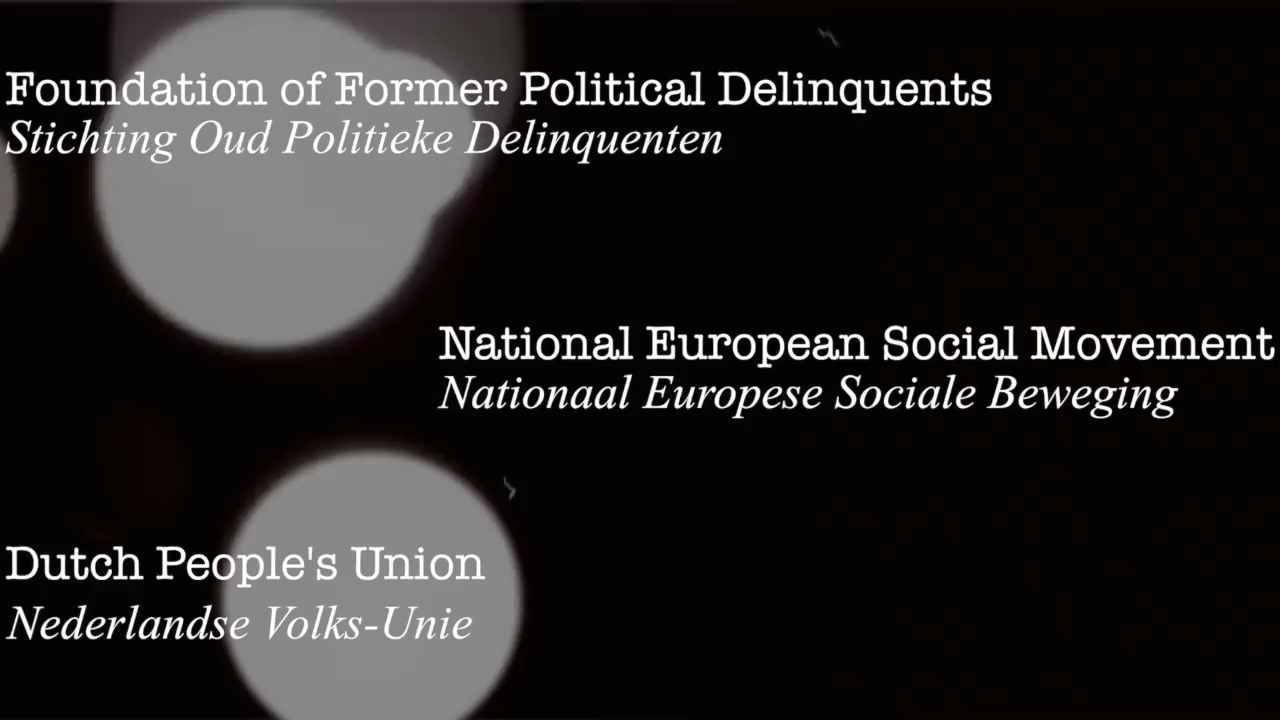 Foundation of Former Political Delinquents
Stichting Oud Politieke Delinquenten
National European Social Movement
Nationaal Europese Sociale Beweging
Dutch People's Union
Nederlandse Volks-Unie